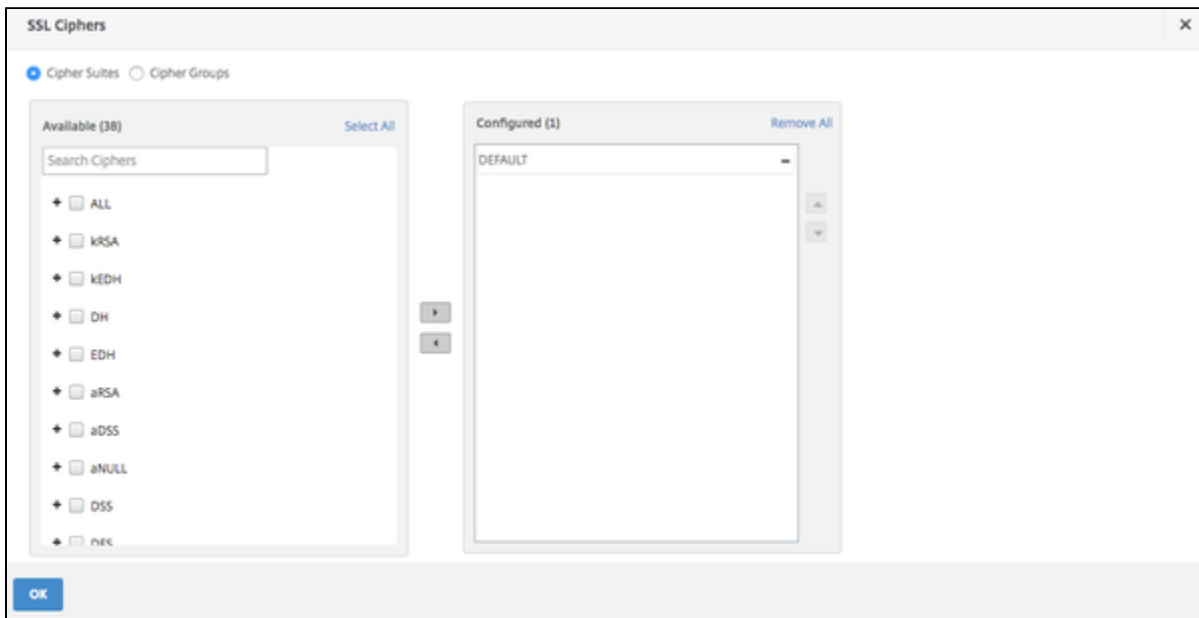 SSL Ciphers
Cipher Suites Cipher Groups
Available (38) Select All
Search Ciphers
ALL
kRSA
kEDH
DH
EDH
aRSA
aDSS
aNULL
DSS
DES
Configured (1) Remove All
DEFAULT
OK